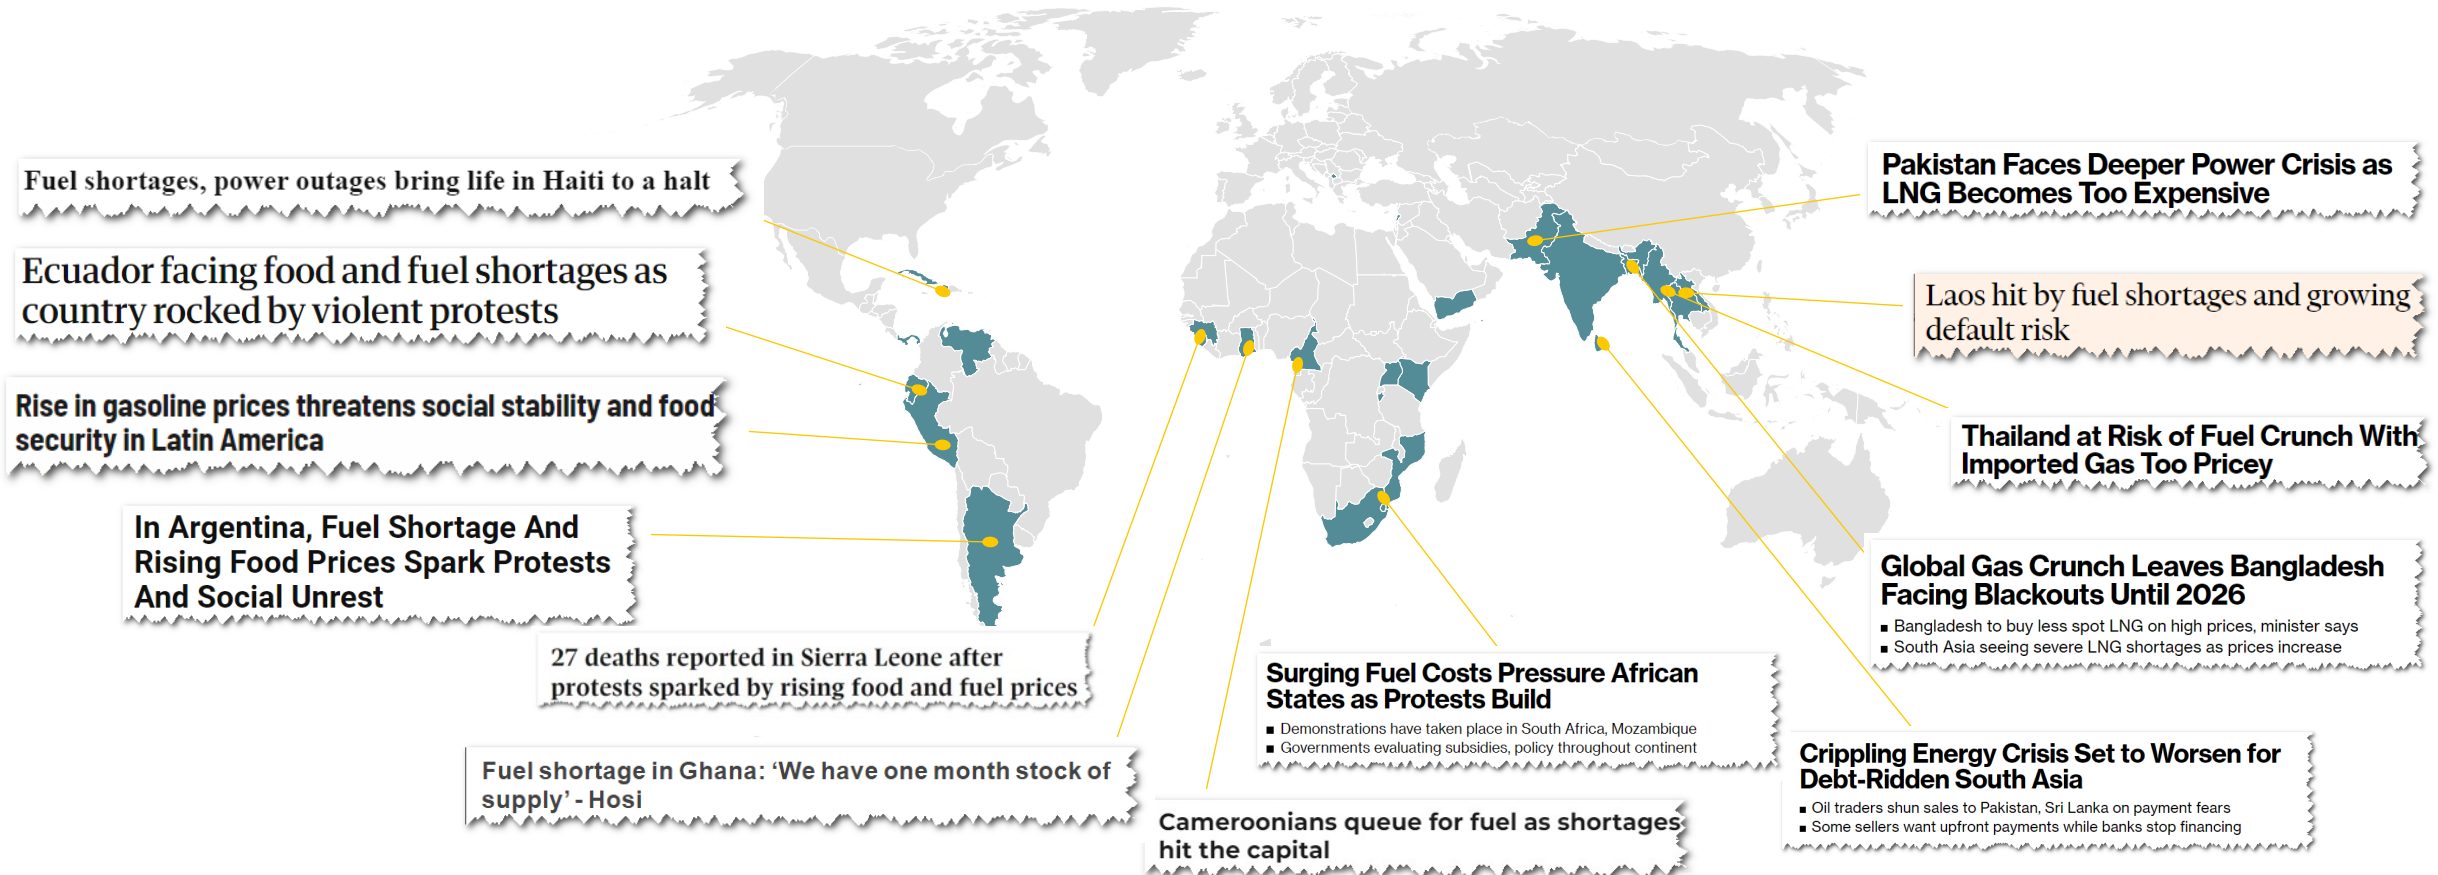 Fuel shortages, power outages bring life in Haiti to a halt
Ecuador facing food and fuel shortages as
country rocked by violent protests
Rise in gasoline prices threatens social stability and food
security in Latin America
In Argentina, Fuel Shortage And
Rising Food Prices Spark Protests
And Social Unrest
27 deaths reported in Sierra Leone after
protests sparked by rising food and fuel prices
Fuel shortage in Ghana: ‘We have one month stock of
supply’ - Hosi
Cameroonians queue for fuel as shortages
hit the capital
Surging Fuel Costs Pressure African
States as Protests Build
▪ Demonstrations have taken place in South Africa, Mozambique
▪ Governments evaluating subsidies, policy throughout continent
Pakistan Faces Deeper Power Crisis as
LNG Becomes Too Expensive
Laos hit by fuel shortages and growing
default risk
Thailand at Risk of Fuel Crunch With
Imported Gas Too Pricey
Global Gas Crunch Leaves Bangladesh
Facing Blackouts Until 2026
▪ Bangladesh to buy less spot LNG on high prices, minister says
▪ South Asia seeing severe LNG shortages as prices increase
Crippling Energy Crisis Set to Worsen for
Debt-Ridden South Asia
▪ Oil traders shun sales to Pakistan, Sri Lanka on payment fears
▪ Some sellers want upfront payments while banks stop financing